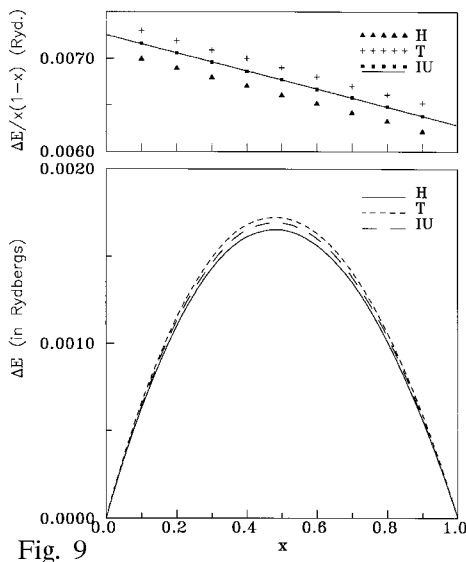 ΔE/x(1−x) (Ryd.)
0.0070
0.0060
H
T
IU
ΔE (in Rydbergs)
0.0020
0.0010
0.0000
H
T
IU
0.0 0.2 0.4 0.6 0.8 1.0
x
Fig. 9